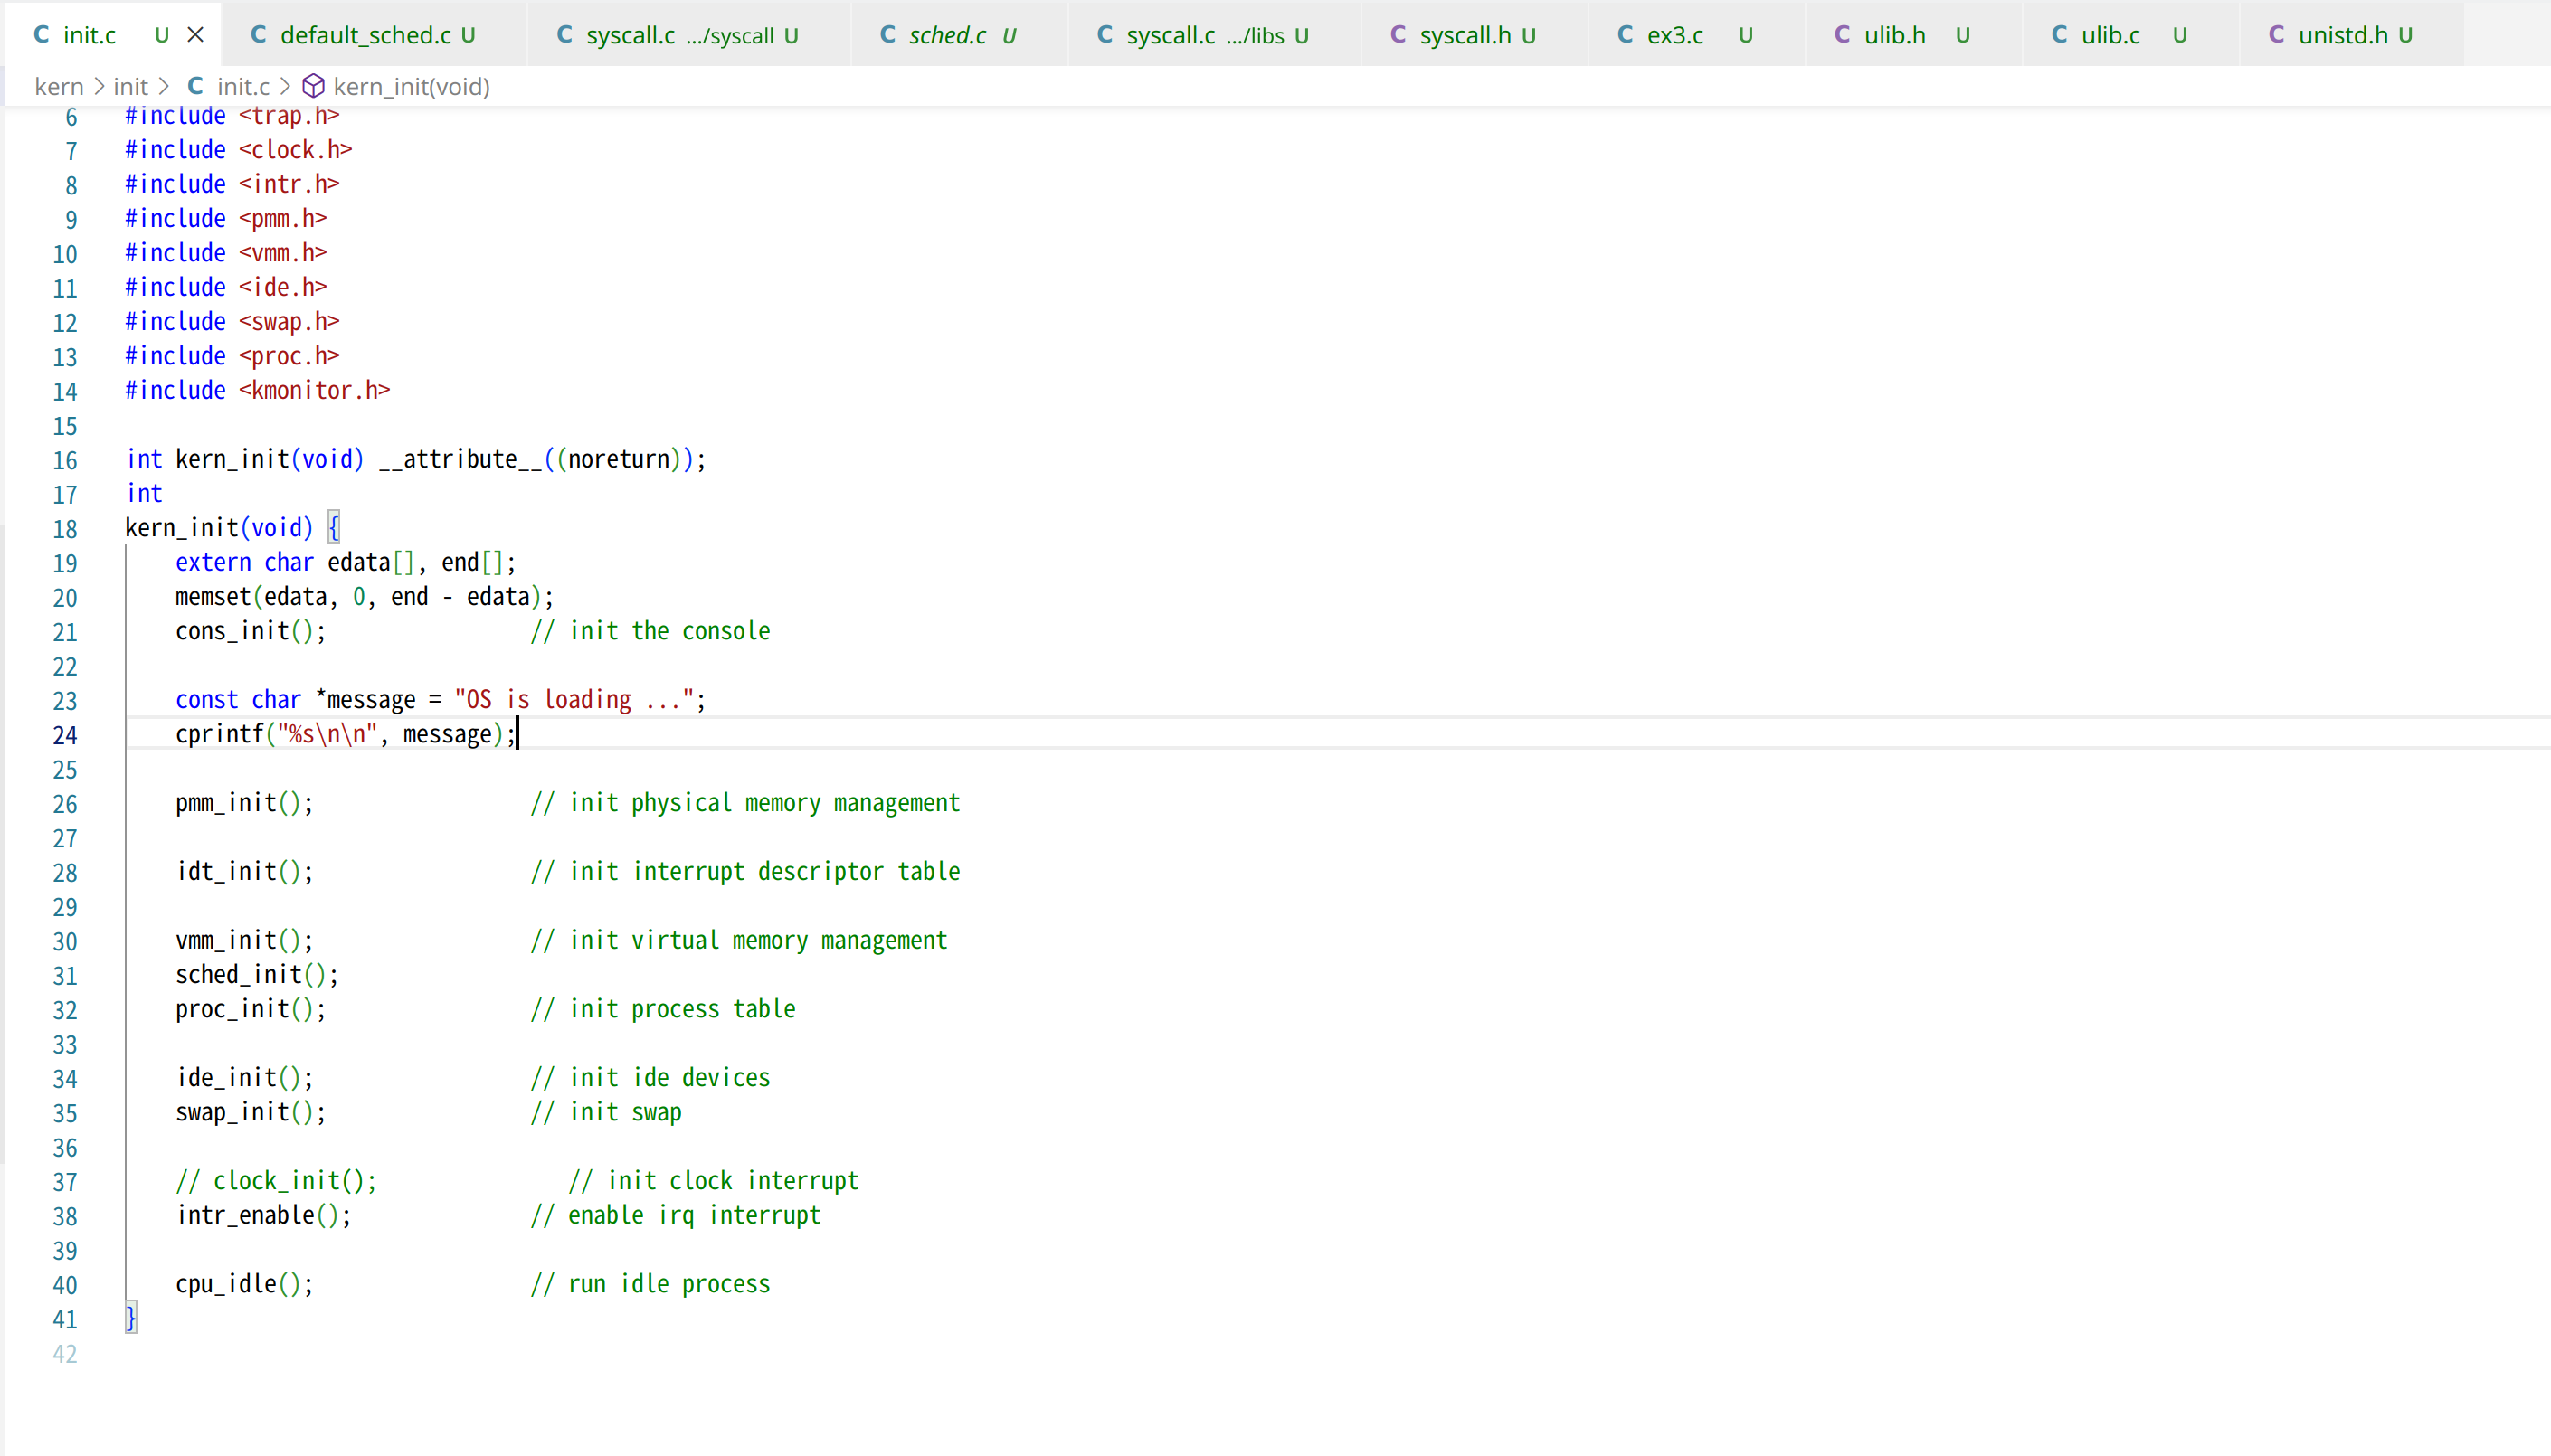 C init.c U × C default_sched.c U C syscall.c .../syscall U C sched.c U C syscall.c .../libs U C syscall.h U C ex3.c U C ulib.h U C ulib.c U C unistd.h U
kern > init > C init.c > kern_init(void)
6 #include <trap.h>
7 #include <clock.h>
8 #include <intr.h>
9 #include <pmm.h>
10 #include <vmm.h>
11 #include <ide.h>
12 #include <swap.h>
13 #include <proc.h>
14 #include <kmonitor.h>
15
16 int kern_init(void) __attribute__((noreturn));
17 int
18 kern_init(void) {
19     extern char edata[], end[];
20     memset(edata, 0, end - edata);
21     cons_init();                // init the console
22
23     const char *message = "OS is loading ...";
24     cprintf("%s\n\n", message);
25
26     pmm_init();                 // init physical memory management
27
28     idt_init();                 // init interrupt descriptor table
29
30     vmm_init();                 // init virtual memory management
31     sched_init();
32     proc_init();                // init process table
33
34     ide_init();                 // init ide devices
35     swap_init();                // init swap
36
37     // clock_init();               // init clock interrupt
38     intr_enable();              // enable irq interrupt
39
40     cpu_idle();                 // run idle process
41 }
42